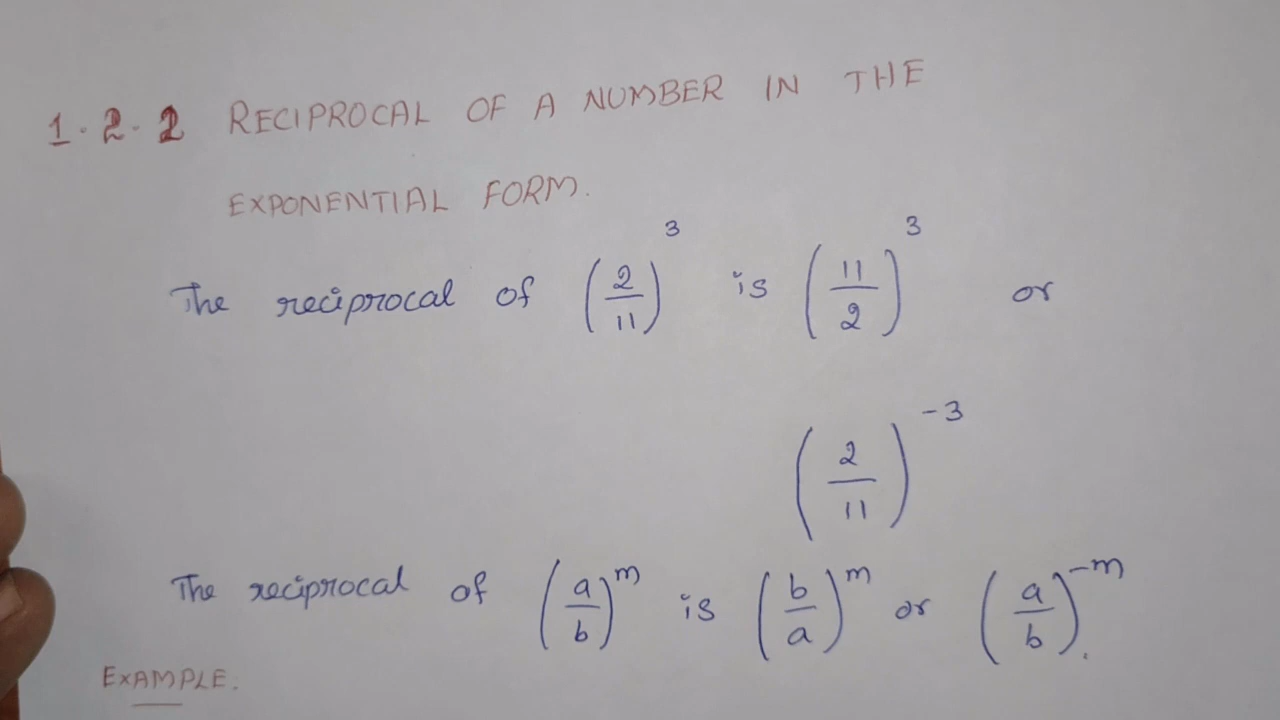 1.2.2 RECIPROCAL OF A NUMBER IN THE
EXPONENTIAL FORM.
The reciprocal of (2/11)^3 is (11/2)^3 or
(2/11)^-3
The reciprocal of (a/b)^m is (b/a)^m or (a/b)^-m.
EXAMPLE.